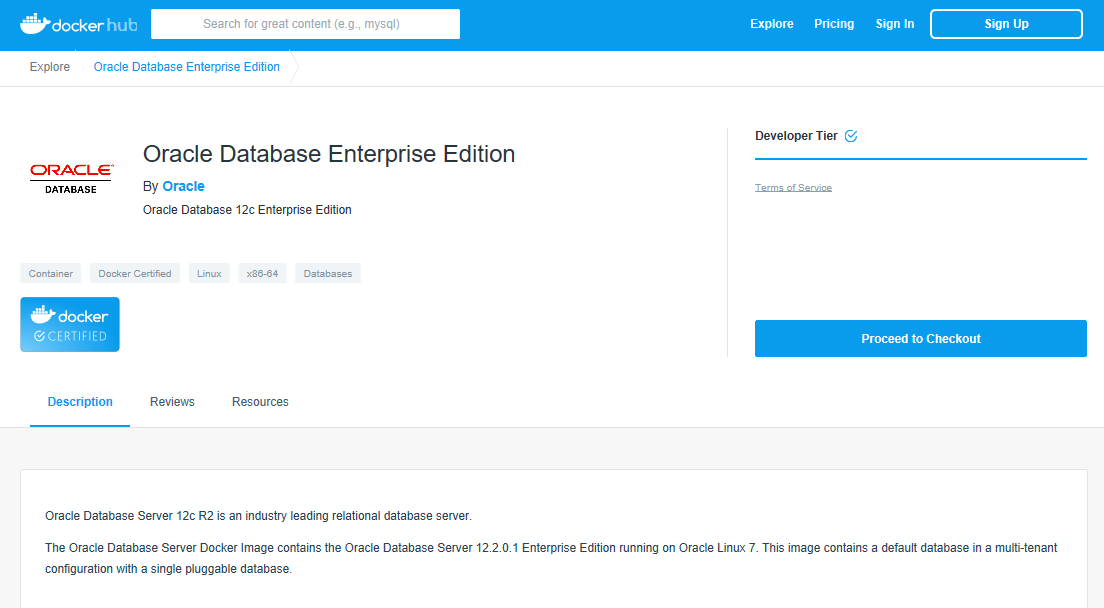 docker hub
Search for great content (e.g., mysql)
Explore
Pricing
Sign In
Sign Up
Explore
Oracle Database Enterprise Edition
ORACLE
DATABASE
Oracle Database Enterprise Edition
By Oracle
Oracle Database 12c Enterprise Edition
Developer Tier
Terms of Service
Container
Docker Certified
Linux
x86-64
Databases
docker
CERTIFIED
Proceed to Checkout
Description
Reviews
Resources
Oracle Database Server 12c R2 is an industry leading relational database server.
The Oracle Database Server Docker Image contains the Oracle Database Server 12.2.0.1 Enterprise Edition running on Oracle Linux 7. This image contains a default database in a multi-tenant
configuration with a single pluggable database.